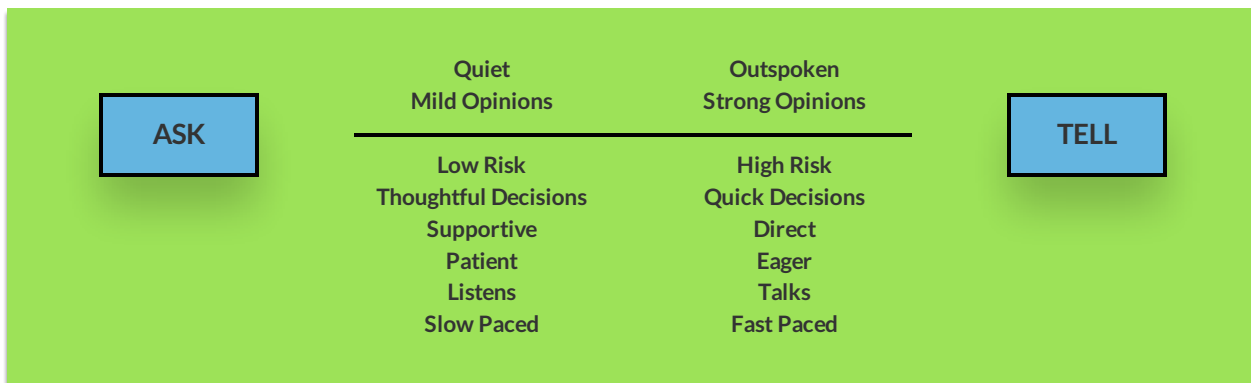 ASK
Quiet
Mild Opinions
Low Risk
Thoughtful Decisions
Supportive
Patient
Listens
Slow Paced
Outspoken
Strong Opinions
High Risk
Quick Decisions
Direct
Eager
Talks
Fast Paced
TELL